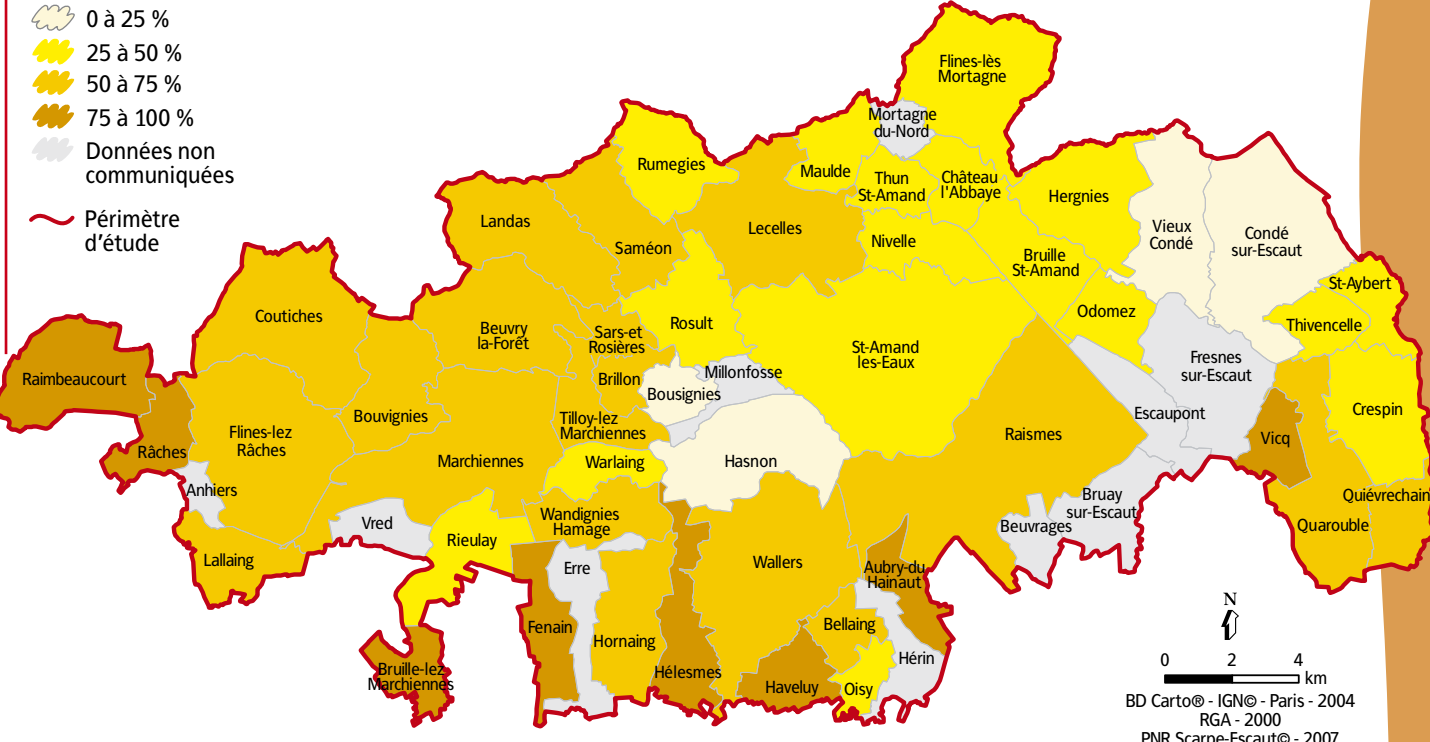 0 à 25 %
25 à 50 %
50 à 75 %
75 à 100 %
Données non
communiquées
Périmètre
d'étude
Flines-lès
Mortagne
Mortagne
du-Nord
Rumegies
Maulde
Thun
St-Amand
Château
l'Abbaye
Hergnies
Landas
Saméon
Lecelles
Nivelle
Bruille
St-Amand
Vieux
Condé
Condé
sur-Escaut
St-Aybert
Coutiches
Beuvry
la-Forêt
Sars-et
Rosières
Rosult
St-Amand
les-Eaux
Odomez
Thivencelle
Fresnes
sur-Escaut
Raimbeaucourt
Brillon
Bousignies
Millonfosse
Bouvignies
Tilloy-lez
Marchiennes
Escaupont
Crespin
Râches
Flines-lez
Râches
Marchiennes
Warlaing
Hasnon
Raismes
Vicq
Anhiers
Vred
Wandignies
Hamage
Rieulay
Bruay
sur-Escaut
Beuvrages
Quiévrechain
Quarouble
Lallaing
Erre
Wallers
Aubry-du
Hainaut
Fenain
Hornaing
Bellaing
Hérin
Bruille-lez
Marchiennes
Hélesmes
Haveluy
Oisy
N
0 2 4
km
BD Carto® - IGN© - Paris - 2004
RGA - 2000
PNR Scarpe-Escaut© - 2007